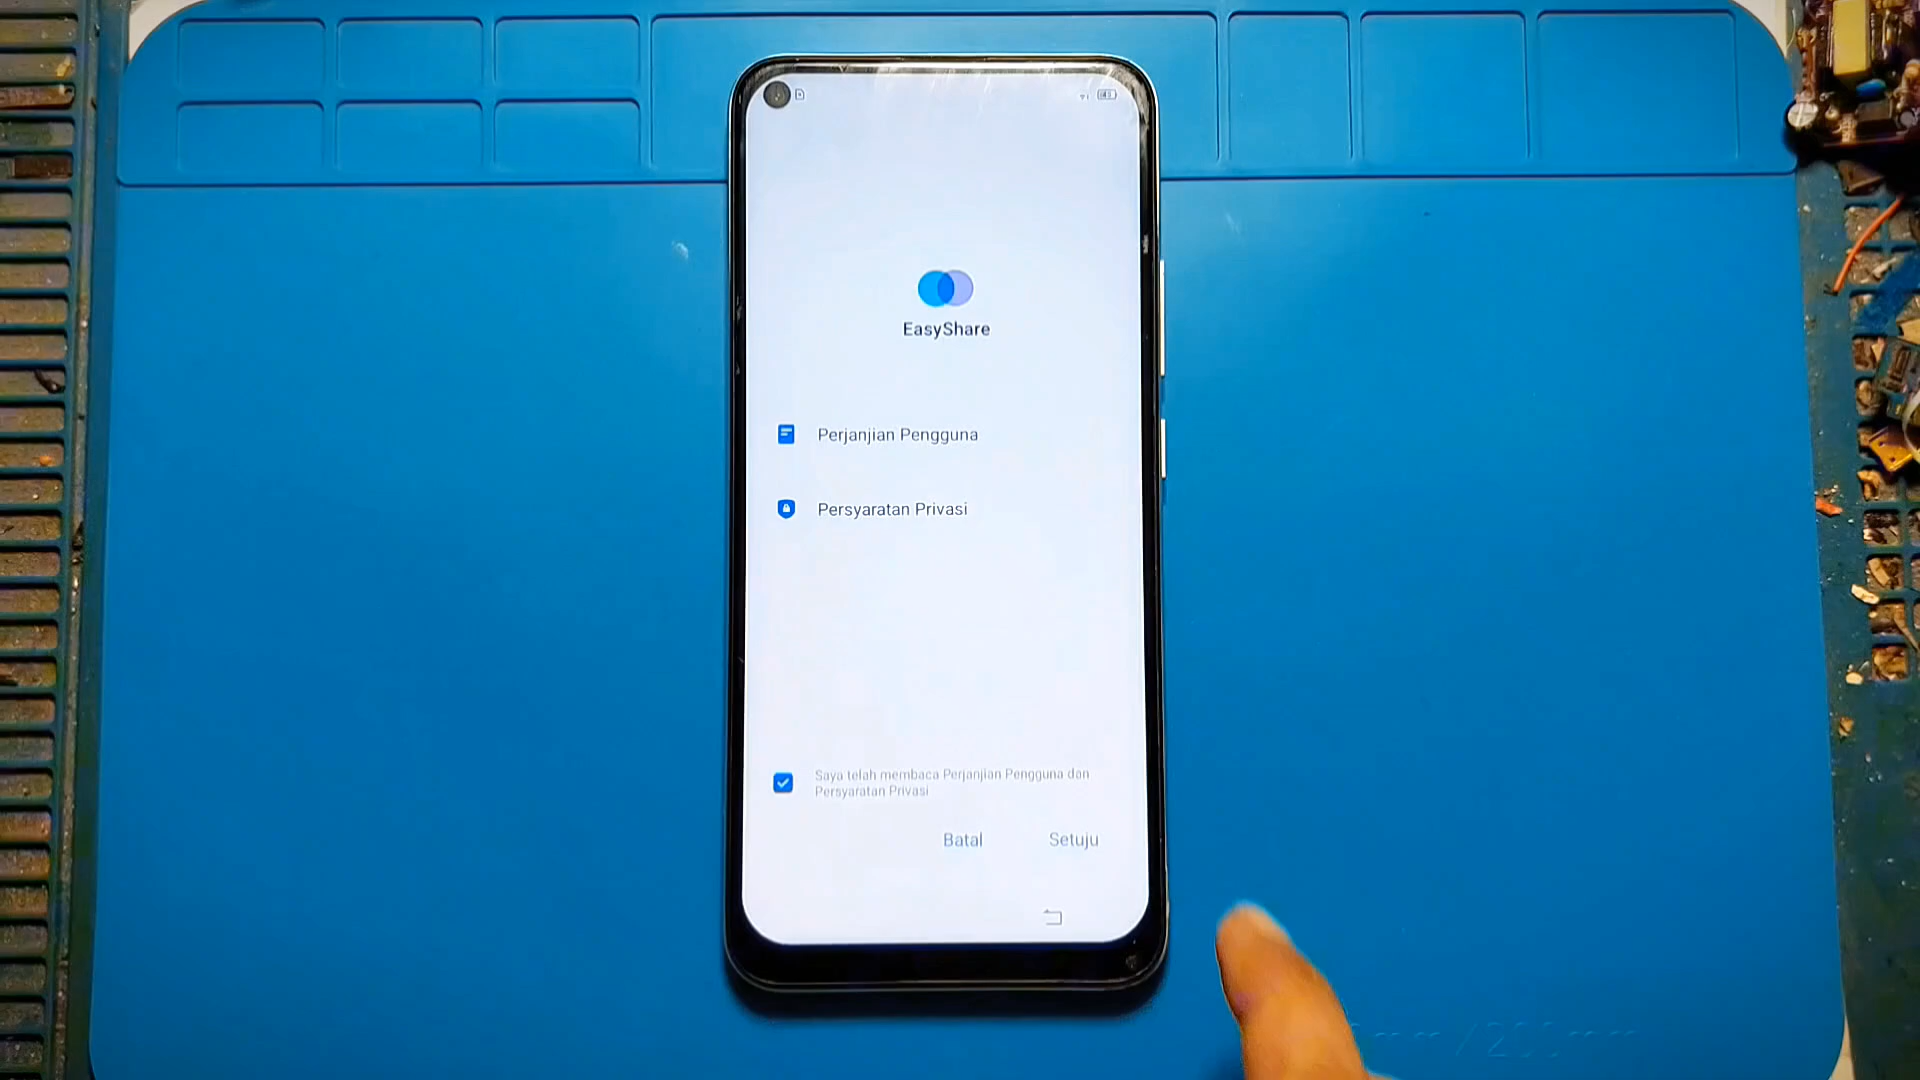 EasyShare
Perjanjian Pengguna
Persyaratan Privasi
Saya telah membaca Perjanjian Pengguna dan
Persyaratan Privasi
Batal
Setuju